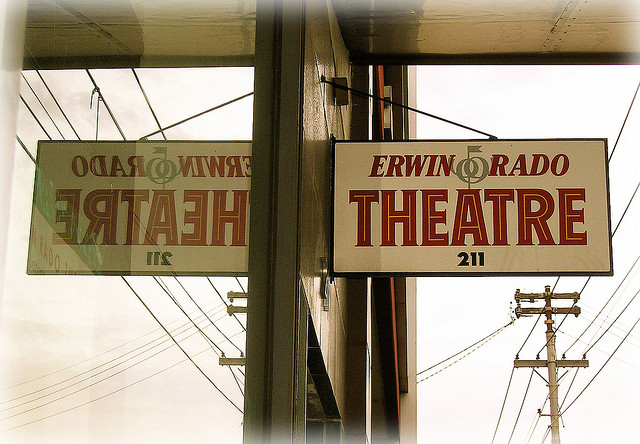 ERWIN RADO
THEATRE
211